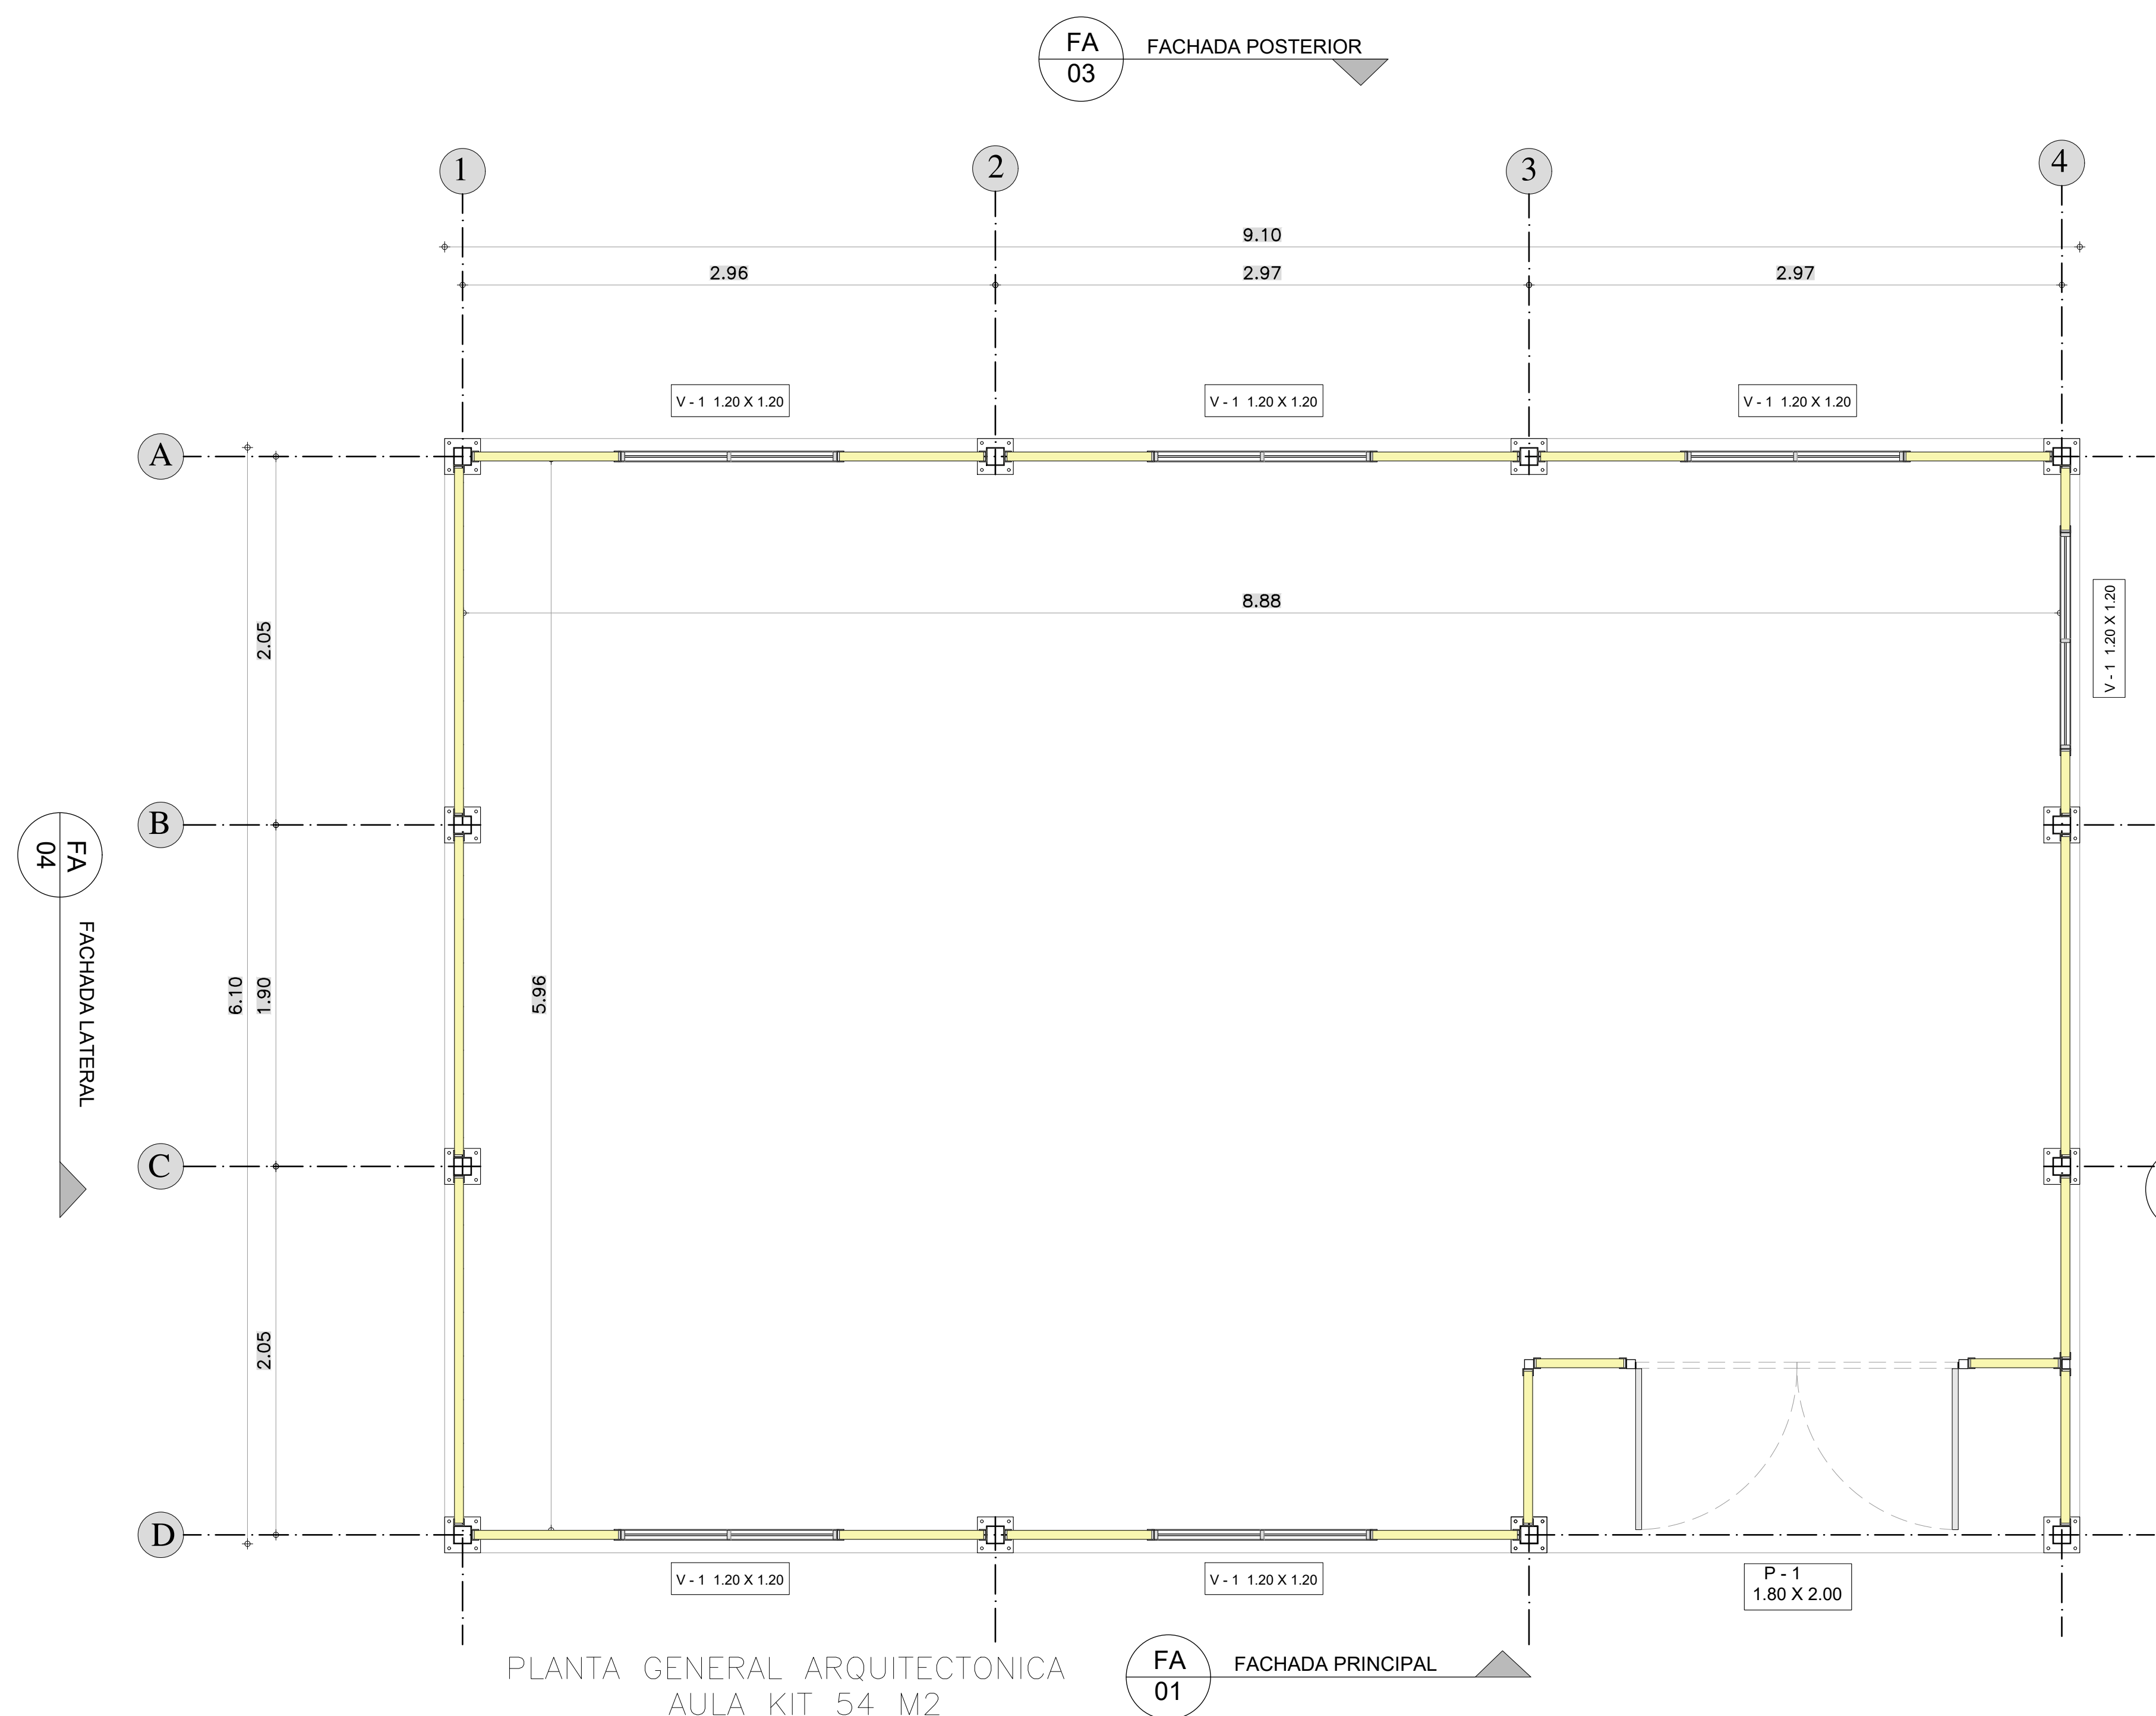 FA
03
FACHADA POSTERIOR
1
2
3
4
9.10
2.96
2.97
2.97
V - 1 1.20 X 1.20
V - 1 1.20 X 1.20
V - 1 1.20 X 1.20
A
8.88
2.05
V - 1 1.20 X 1.20
B
FA
04
FACHADA LATERAL
6.10
1.90
5.96
C
2.05
D
V - 1 1.20 X 1.20
V - 1 1.20 X 1.20
P - 1
1.80 X 2.00
PLANTA GENERAL ARQUITECTONICA
AULA KIT 54 M2
FA
01
FACHADA PRINCIPAL